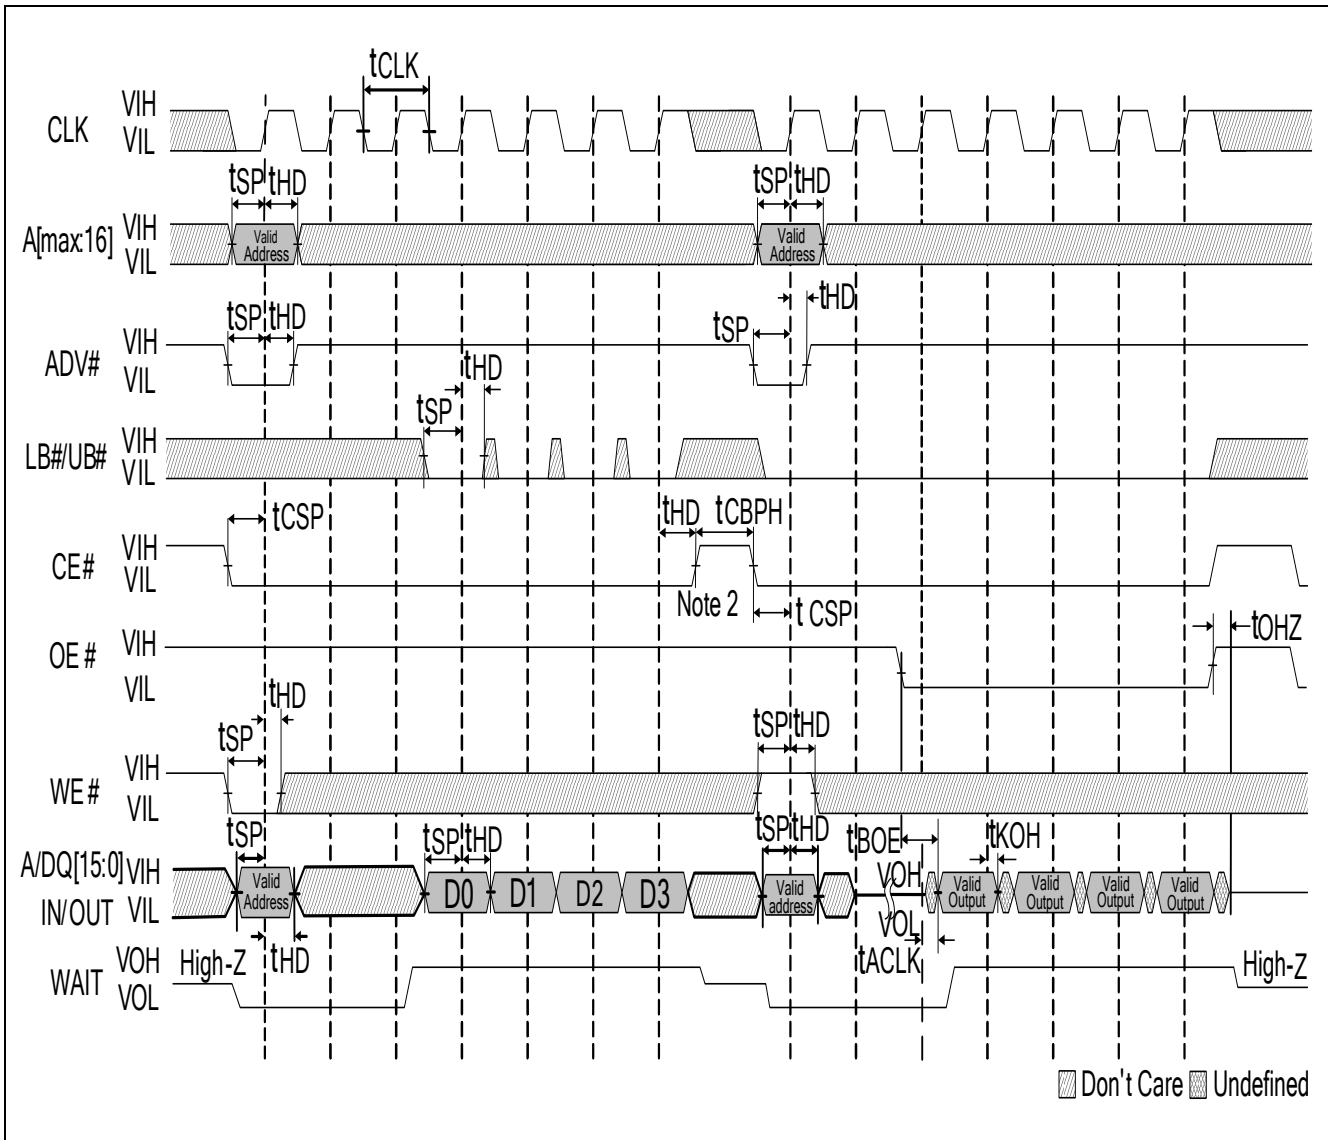 tCLK
CLK VIH
VIL
tSP tHD tSP tHD
A[max:16] VIH
VIL
Valid Address
Valid Address
tSP tHD tSP tHD
ADV# VIH
VIL
tSP tHD
LB#/UB# VIH
VIL
tCSP tHD tCBPH
CE# VIH
VIL
Note 2 tCSP
OE# VIH
VIL
tOHZ
tSP tHD tSP tHD
WE# VIH
VIL
tSP tSP tHD tSP tHD tBOE tKOH
A/DQ[15:0] VIH
IN/OUT VIL
Valid Address
D0 D1 D2 D3
Valid address
VOH
VOL
Valid Output
Valid Output
Valid Output
Valid Output
tHD tACLK
WAIT VOH
VOL
High-Z
High-Z
Don't Care Undefined